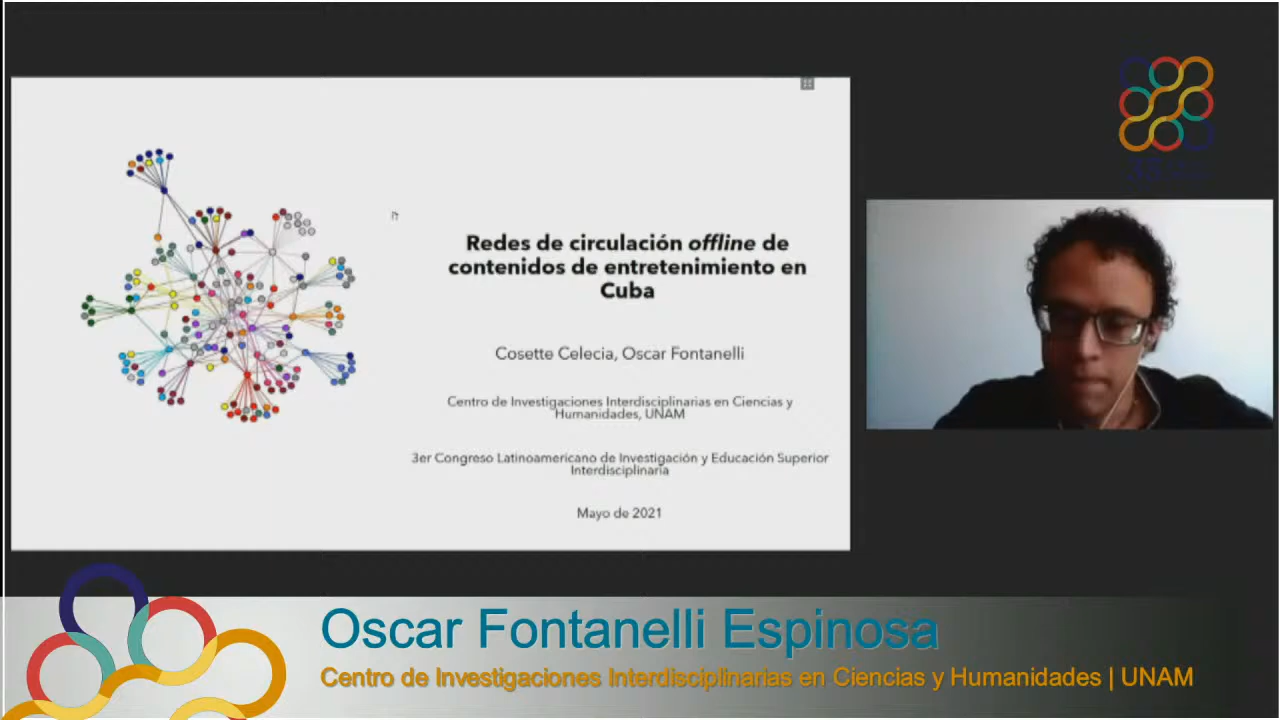 Redes de circulación offline de
contenidos de entretenimiento en
Cuba
Cosette Celecia, Oscar Fontanelli
Centro de Investigaciones Interdisciplinarias en Ciencias y
Humanidades, UNAM
3er Congreso Latinoamericano de Investigación y Educación Superior
Interdisciplinaria
Mayo de 2021
Oscar Fontanelli Espinosa
Centro de Investigaciones Interdisciplinarias en Ciencias y Humanidades | UNAM